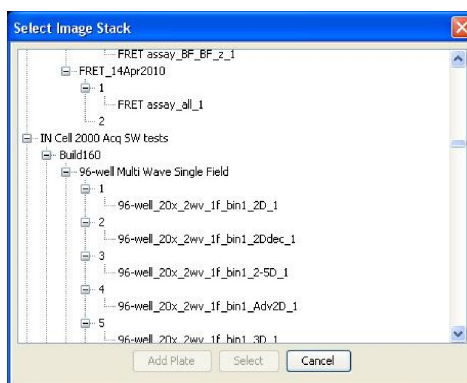 Select Image Stack
FRET assay_BF_BF_z_1
FRET_14Apr2010
1
FRET assay_all_1
2
IN Cell 2000 Acq SW tests
Build160
96-well Multi Wave Single Field
1
96-well_20x_2wv_1f_bin1_2D_1
2
96-well_20x_2wv_1f_bin1_2Ddec_1
3
96-well_20x_2wv_1f_bin1_2-5D_1
4
96-well_20x_2wv_1f_bin1_Adv2D_1
5
96-well_20x_2wv_1f_bin1_3D_1
Add Plate Select Cancel